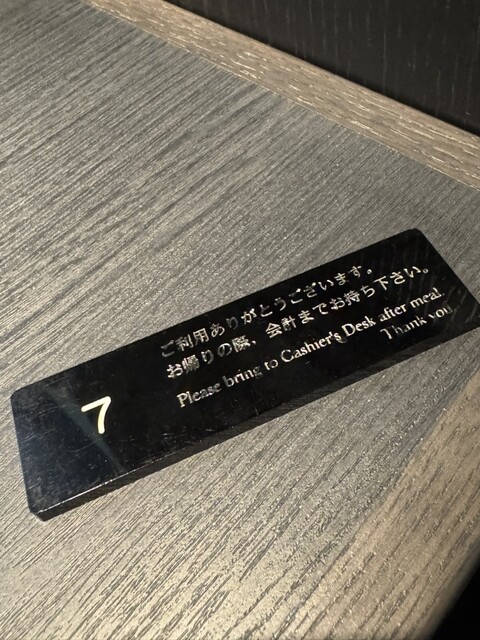 7
ご利用ありがとうございます。
お帰りの際、会計までお持ち下さい。
Please bring to Cashier's Desk after meal.
Thank you.